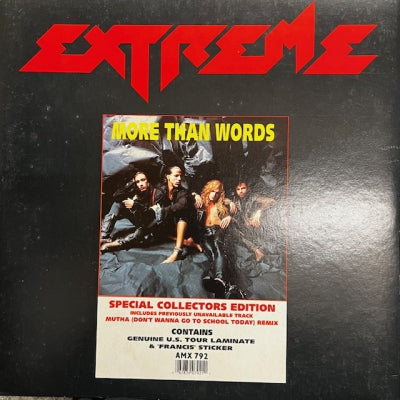 EXTREME
MORE THAN WORDS
SPECIAL COLLECTORS EDITION
INCLUDES PREVIOUSLY UNAVAILABLE TRACK
MUTHA (DON'T WANNA GO TO SCHOOL TODAY) REMIX
CONTAINS
GENUINE U.S. TOUR LAMINATE
& 'FRANCIS' STICKER
AMX 792